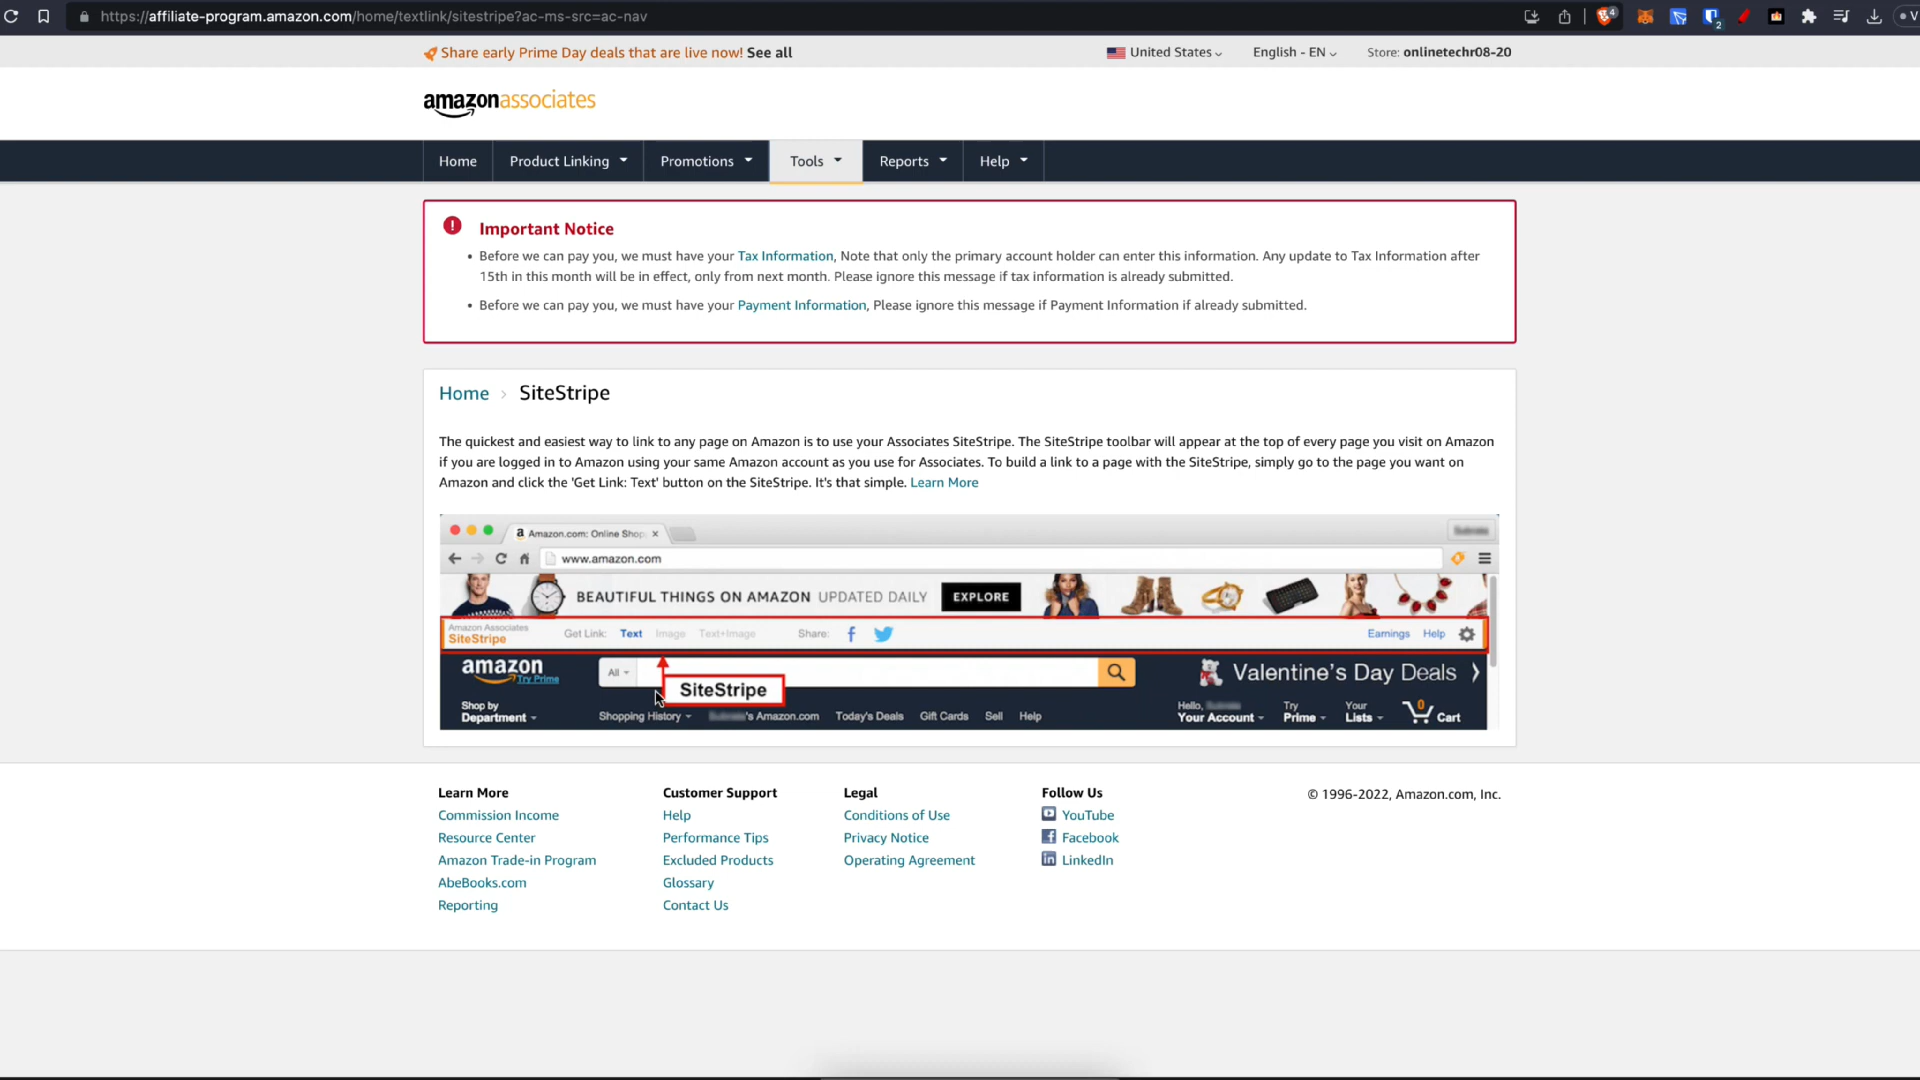 https://affiliate-program.amazon.com/home/textlink/sitestripe?ac-ms-src=ac-nav
4
2
V
Share early Prime Day deals that are live now! See all
United States
English - EN
Store: onlinetechr08-20
amazonassociates
Home
Product Linking
Promotions
Tools
Reports
Help
Important Notice
• Before we can pay you, we must have your Tax Information, Note that only the primary account holder can enter this information. Any update to Tax Information after
15th in this month will be in effect, only from next month. Please ignore this message if tax information is already submitted.
• Before we can pay you, we must have your Payment Information, Please ignore this message if Payment Information if already submitted.
Home › SiteStripe
The quickest and easiest way to link to any page on Amazon is to use your Associates SiteStripe. The SiteStripe toolbar will appear at the top of every page you visit on Amazon
if you are logged in to Amazon using your same Amazon account as you use for Associates. To build a link to a page with the SiteStripe, simply go to the page you want on
Amazon and click the 'Get Link: Text' button on the SiteStripe. It's that simple. Learn More
a Amazon.com: Online Shop
www.amazon.com
BEAUTIFUL THINGS ON AMAZON UPDATED DAILY EXPLORE
Amazon Associates
SiteStripe
Get Link: Text Image Text+Image Share:
Earnings Help
amazon
Try Prime
All
SiteStripe
Valentine's Day Deals
Shop by
Department
Shopping History
's Amazon.com
Today's Deals
Gift Cards
Sell
Help
Hello,
Your Account
Try
Prime
Your
Lists
0
Cart
Learn More
Commission Income
Resource Center
Amazon Trade-in Program
AbeBooks.com
Reporting
Customer Support
Help
Performance Tips
Excluded Products
Glossary
Contact Us
Legal
Conditions of Use
Privacy Notice
Operating Agreement
Follow Us
YouTube
Facebook
LinkedIn
© 1996-2022, Amazon.com, Inc.